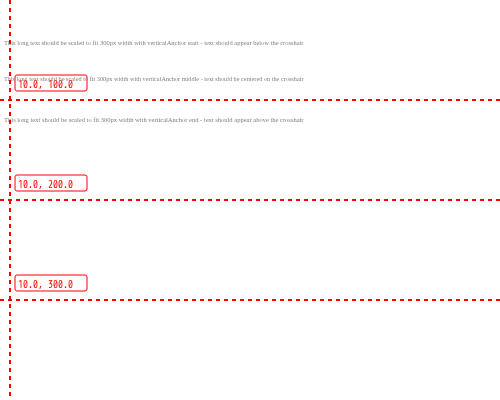 This long text should be scaled to fit 300px width with verticalAnchor start - text should appear below the crosshair
This long text should be scaled to fit 300px width with verticalAnchor middle - text should be centered on the crosshair
10.0, 100.0
This long text should be scaled to fit 300px width with verticalAnchor end - text should appear above the crosshair
10.0, 200.0
10.0, 300.0